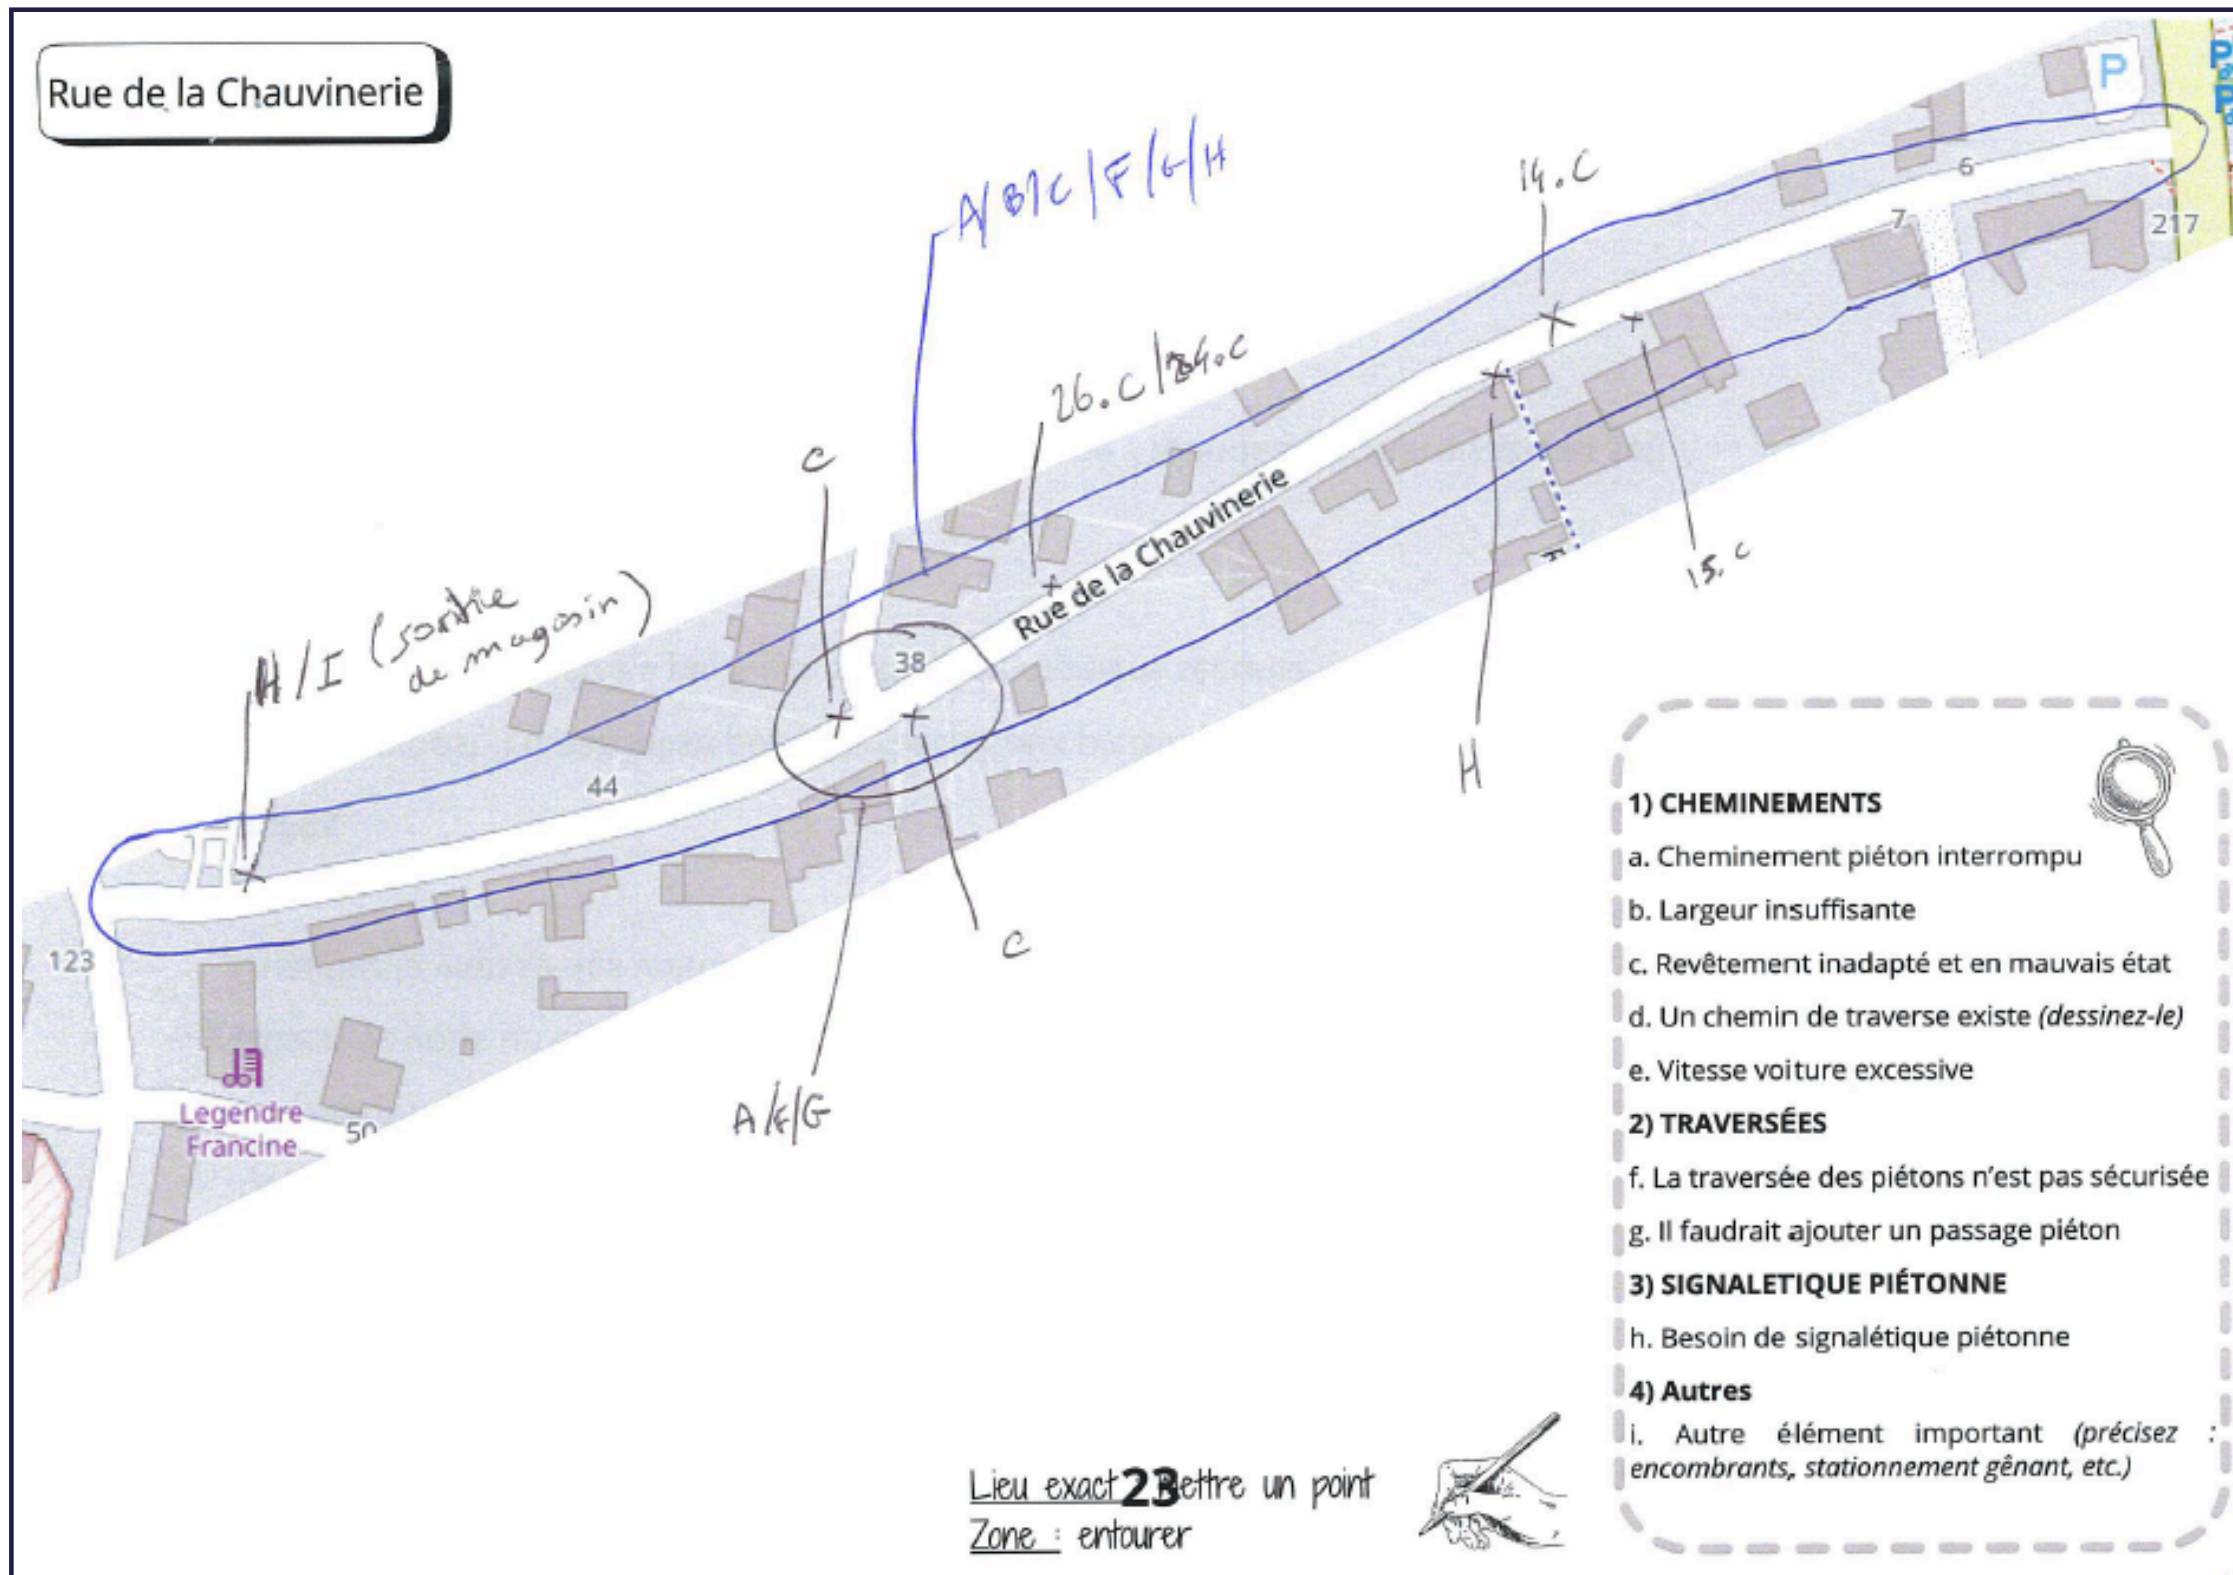 Rue de la Chauvinerie
P
A/B/C/F/G/H
14.C
6
7
217
26.C/
C
Rue de la Chauvinerie
15.C
H/I (sortie
de magasin)
38
H
44
C
123
A/F/G
Legendre
Francine
50
1) CHEMINEMENTS
a. Cheminement piéton interrompu
b. Largeur insuffisante
c. Revêtement inadapté et en mauvais état
d. Un chemin de traverse existe (dessinez-le)
e. Vitesse voiture excessive
2) TRAVERSÉES
f. La traversée des piétons n'est pas sécurisée
g. Il faudrait ajouter un passage piéton
3) SIGNALETIQUE PIÉTONNE
h. Besoin de signalétique piétonne
4) Autres
i. Autre élément important (précisez :
encombrants, stationnement gênant, etc.)
Lieu exact 23 ettre un point
Zone : entourer